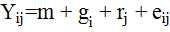 Yij=m + gi + rj + eij